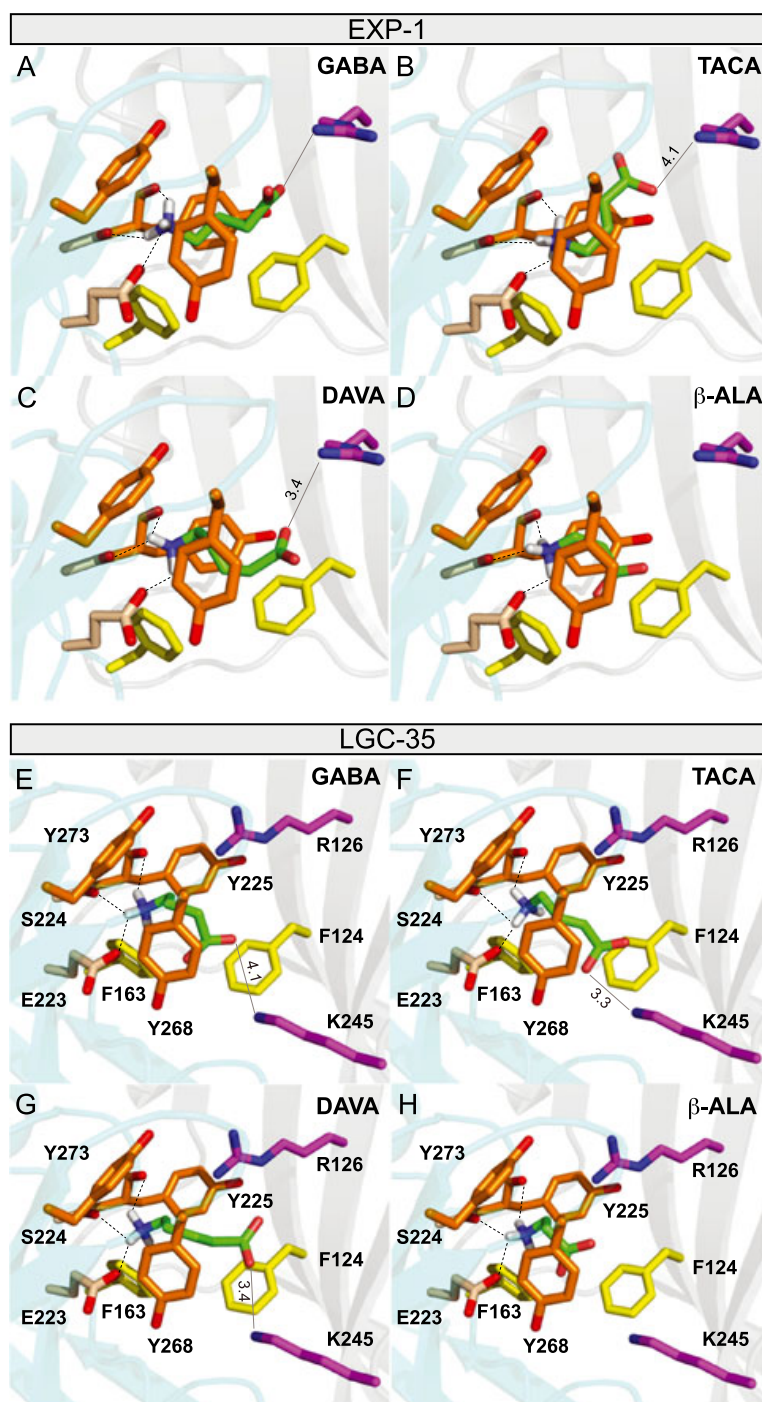 EXP-1
A GABA
B TACA
4.1
C DAVA
3.4
D β-ALA
LGC-35
E GABA
Y273
R126
Y225
S224
F124
4.1
E223
F163
Y268
K245
F TACA
Y273
R126
Y225
S224
F124
3.3
E223
F163
Y268
K245
G DAVA
Y273
R126
Y225
S224
F124
3.4
E223
F163
Y268
K245
H β-ALA
Y273
R126
Y225
S224
F124
E223
F163
Y268
K245